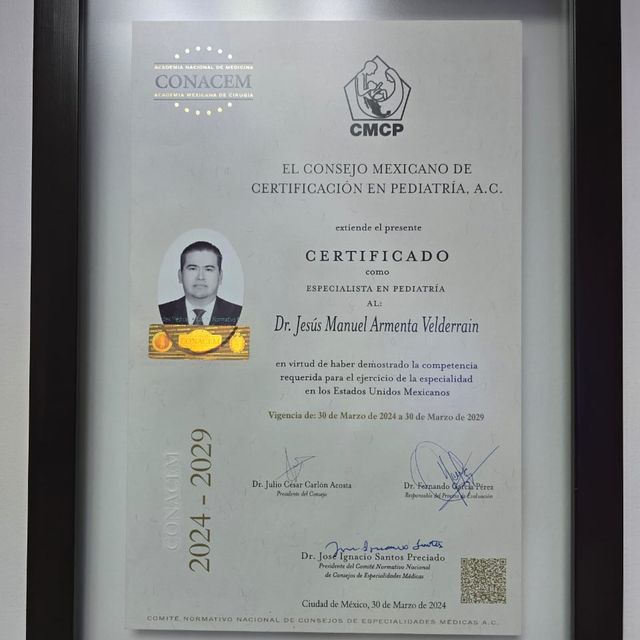 ACADEMIA NACIONAL DE MEDICINA
CONACEM
ACADEMIA MEXICANA DE CIRUGÍA
CMCP
EL CONSEJO MEXICANO DE
CERTIFICACIÓN EN PEDIATRÍA, A.C.
extiende el presente
CERTIFICADO
como
ESPECIALISTA EN PEDIATRÍA
AL:
Dr. Jesús Manuel Armenta Velderrain
CONACEM
en virtud de haber demostrado la competencia
requerida para el ejercicio de la especialidad
en los Estados Unidos Mexicanos
Vigencia de: 30 de Marzo de 2024 a 30 de Marzo de 2029
CONACEM
2024 - 2029
Dr. Julio César Carlón Acosta
Presidente del Consejo
Dr. Fernando García Pérez
Responsable del Proceso de Evaluación
Dr. José Ignacio Santos Preciado
Presidente del Comité Normativo Nacional
de Consejos de Especialidades Médicas
Ciudad de México, 30 de Marzo de 2024
COMITÉ NORMATIVO NACIONAL DE CONSEJOS DE ESPECIALIDADES MÉDICAS A.C.